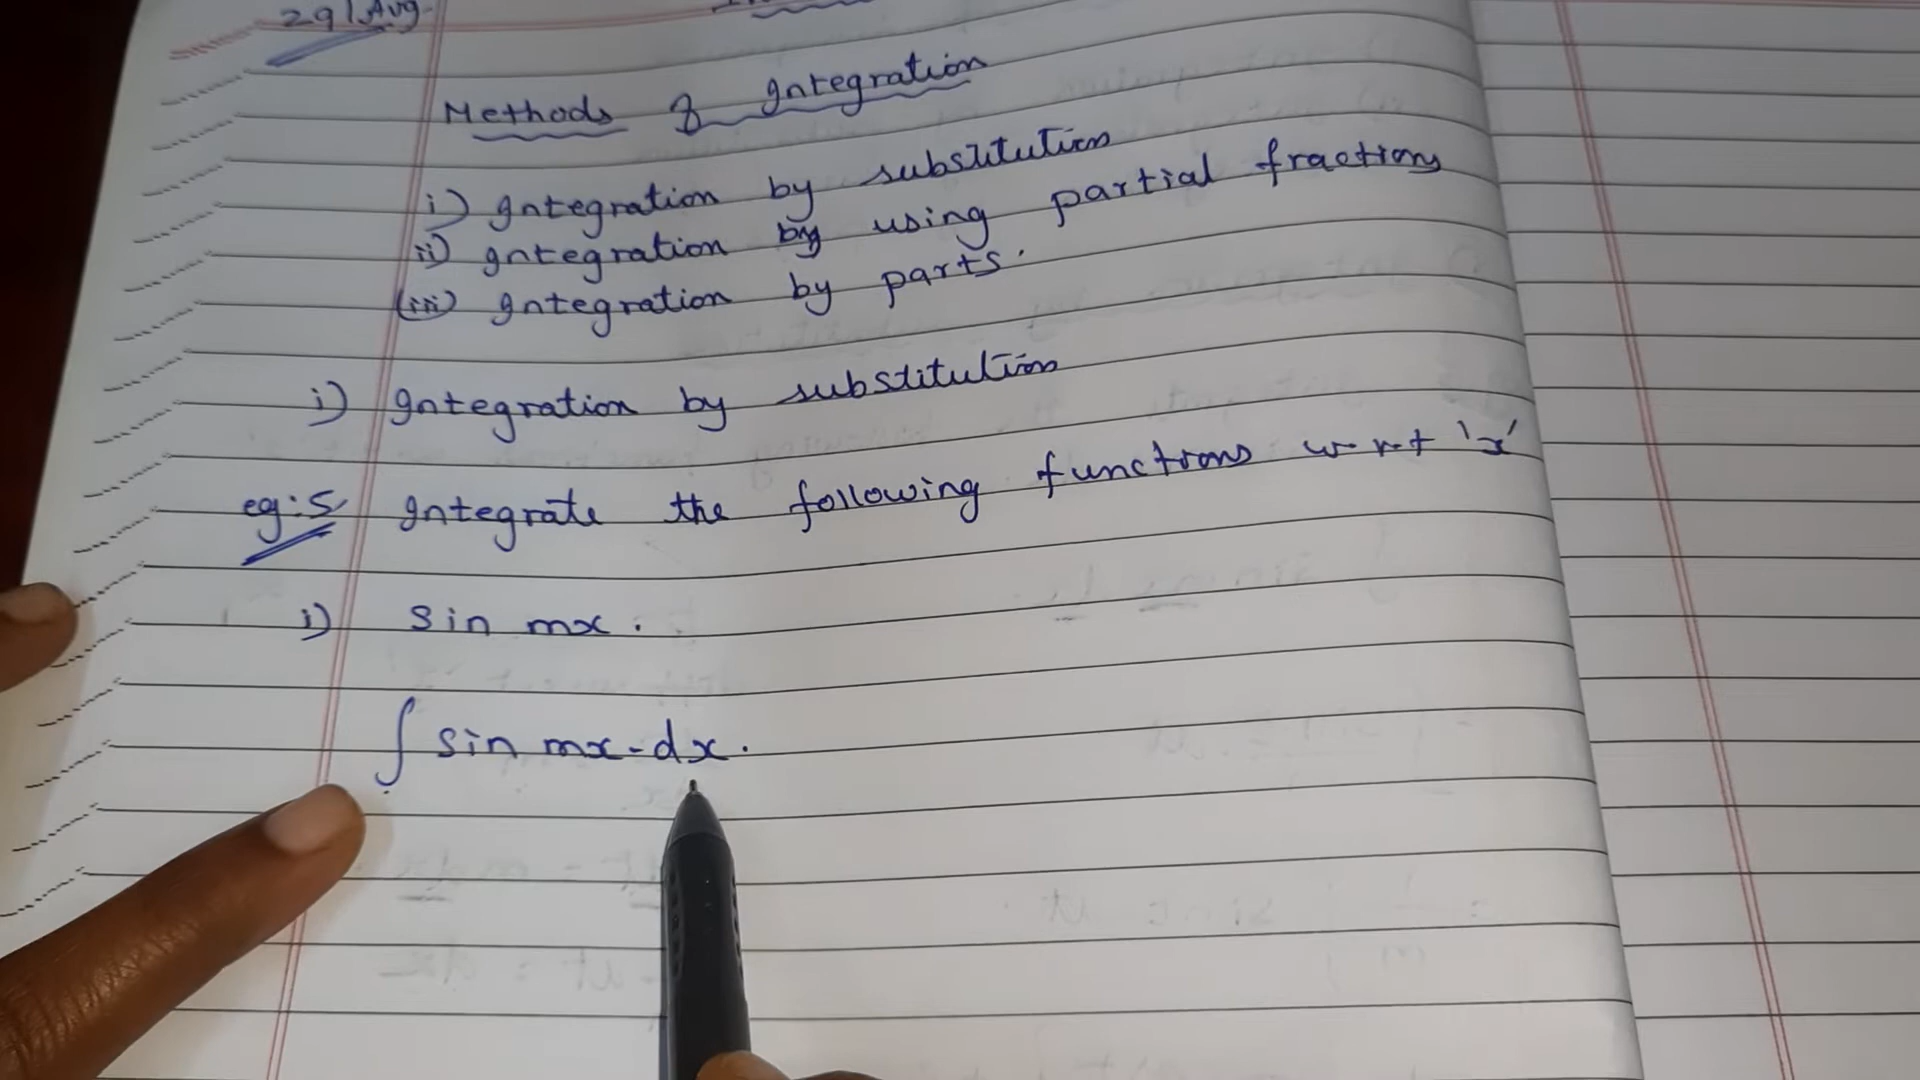 29/Aug
Methods of Integration
i) Integration by substitution
ii) Integration by using partial fractions
(iii) Integration by parts.
i) Integration by substitution
eg:5 Integrate the following functions w.r.t 'x'
i) Sin mx.
∫ sin mx-dx.